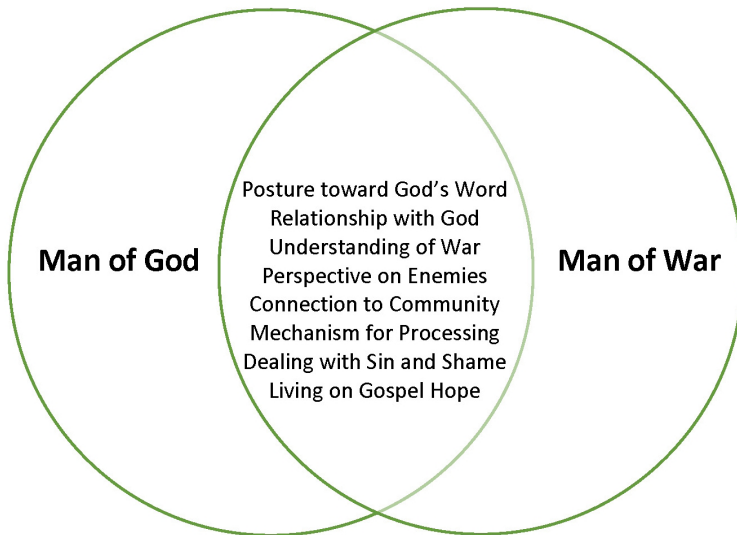 Man of God
Posture toward God's Word
Relationship with God
Understanding of War
Perspective on Enemies
Connection to Community
Mechanism for Processing
Dealing with Sin and Shame
Living on Gospel Hope
Man of War